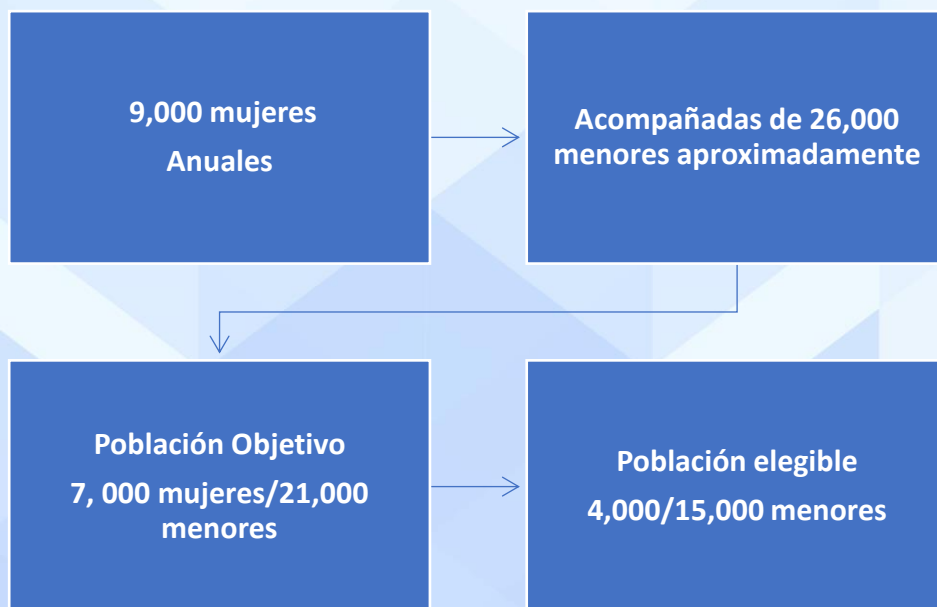 9,000 mujeres
Anuales
Acompañadas de 26,000
menores aproximadamente
Población Objetivo
7, 000 mujeres/21,000
menores
Población elegible
4,000/15,000 menores